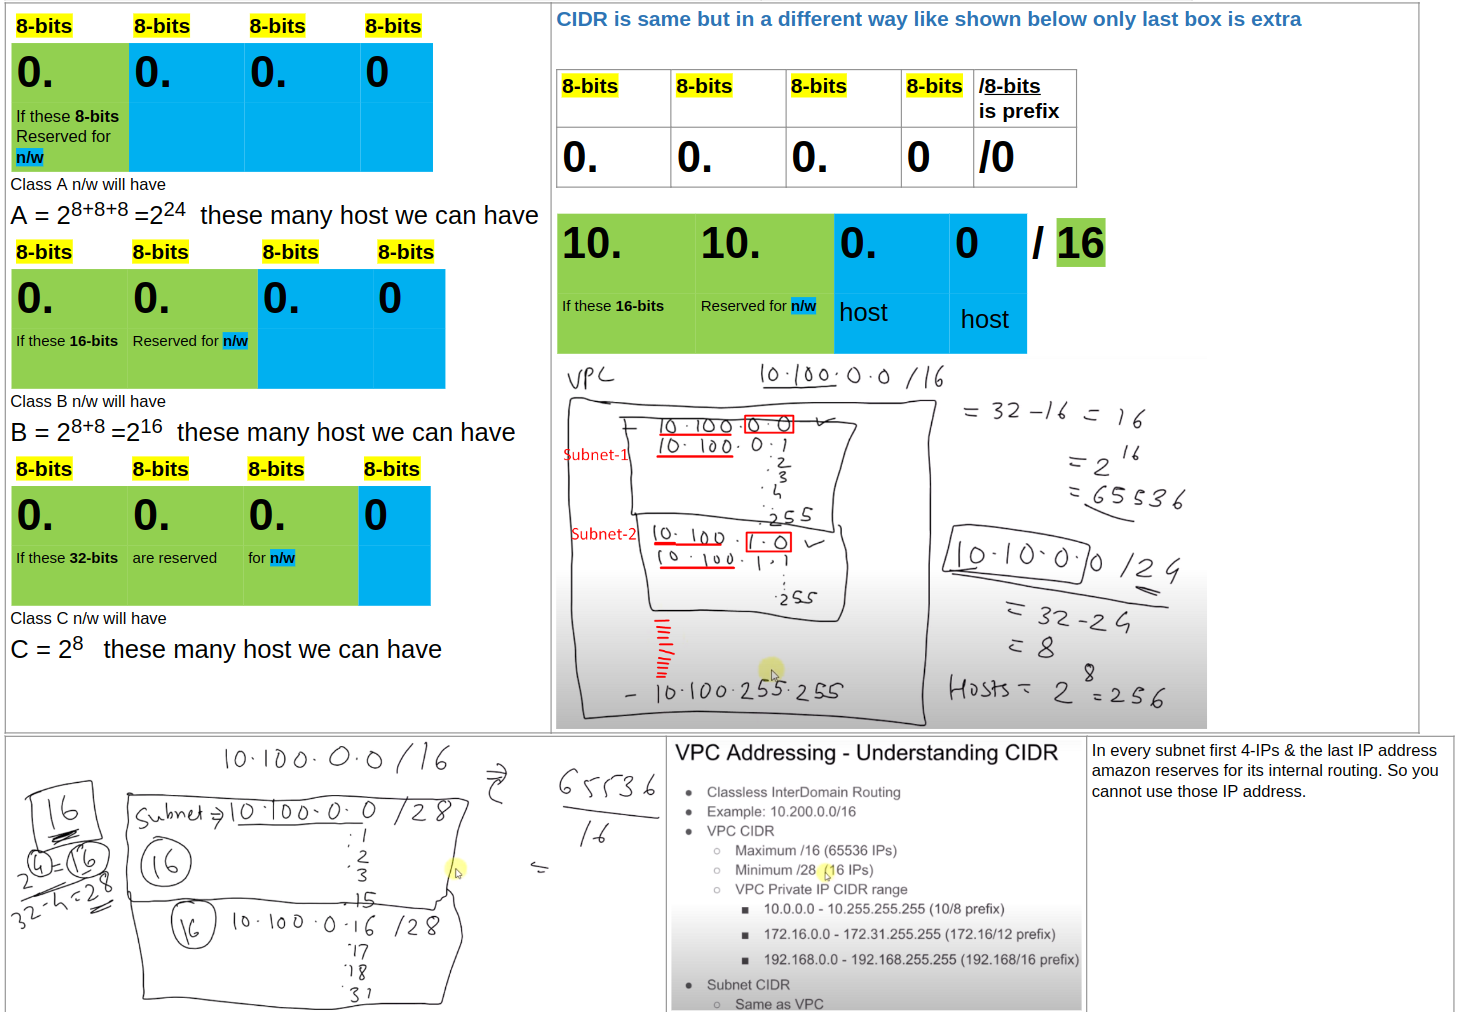 8-bits 8-bits 8-bits 8-bits
0. 0. 0. 0
If these 8-bits
Reserved for
n/w
Class A n/w will have
A = 2^8+8+8 =2^24 these many host we can have
8-bits 8-bits 8-bits 8-bits
0. 0. 0. 0
If these 16-bits Reserved for n/w
Class B n/w will have
B = 2^8+8 =2^16 these many host we can have
8-bits 8-bits 8-bits 8-bits
0. 0. 0. 0
If these 32-bits are reserved for n/w
Class C n/w will have
C = 2^8 these many host we can have
CIDR is same but in a different way like shown below only last box is extra
8-bits 8-bits 8-bits 8-bits /8-bits
is prefix
0. 0. 0. 0 /0
10. 10. 0. 0 / 16
If these 16-bits Reserved for n/w host host
VPC 10.100.0.0 /16
10.100.0.0
Subnet-1
10.100.0.1
.2
.3
.4
.255
Subnet-2
10.100.1.0
10.100.1.1
.255
- 10.100.255.255
= 32-16 = 16
= 2^16
= 65536
10.10.0.0 /24
= 32-24
= 8
Hosts = 2^8 = 256
10.100.0.0/16
65536
16
=
16
2^4=16
32-4=28
Subnet⇒10.100.0.0 /28
.1
.2
.3
.15
16
16 10.100.0.16 /28
.17
.18
.31
VPC Addressing - Understanding CIDR
● Classless InterDomain Routing
● Example: 10.200.0.0/16
● VPC CIDR
○ Maximum /16 (65536 IPs)
○ Minimum /28 (16 IPs)
○ VPC Private IP CIDR range
■ 10.0.0.0 - 10.255.255.255 (10/8 prefix)
■ 172.16.0.0 - 172.31.255.255 (172.16/12 prefix)
■ 192.168.0.0 - 192.168.255.255 (192.168/16 prefix)
● Subnet CIDR
○ Same as VPC
In every subnet first 4-IPs & the last IP address
amazon reserves for its internal routing. So you
cannot use those IP address.